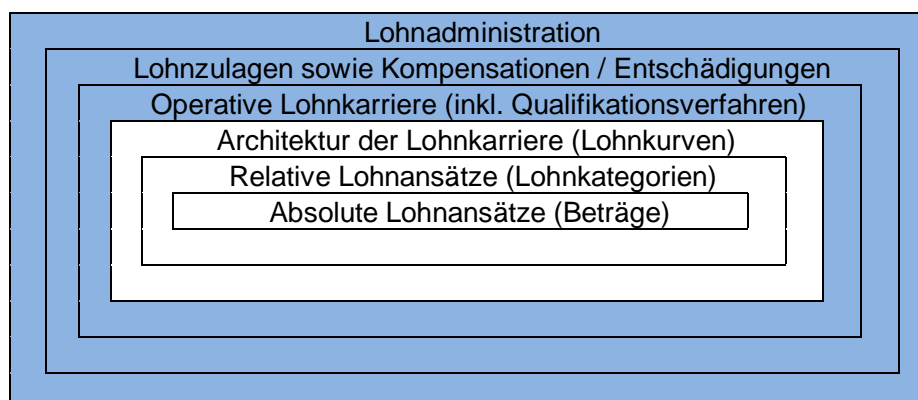 Lohnadministration
Lohnzulagen sowie Kompensationen / Entschädigungen
Operative Lohnkarriere (inkl. Qualifikationsverfahren)
Architektur der Lohnkarriere (Lohnkurven)
Relative Lohnansätze (Lohnkategorien)
Absolute Lohnansätze (Beträge)